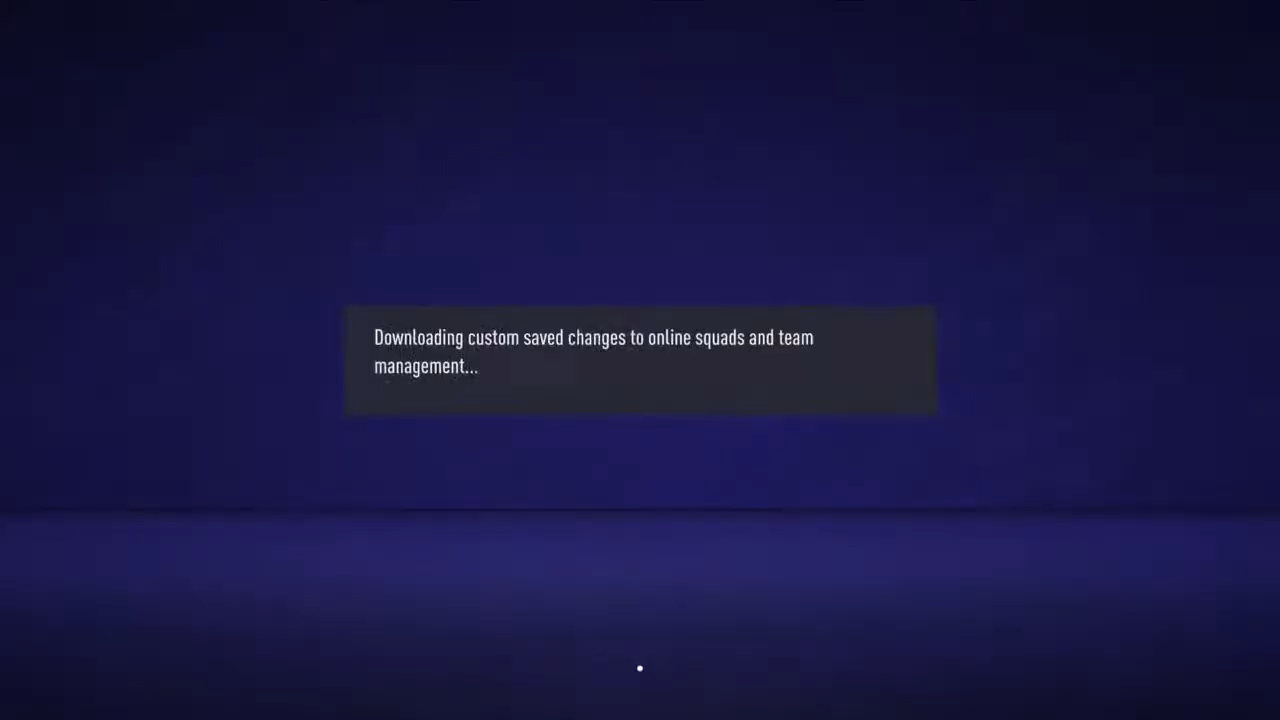 Downloading custom saved changes to online squads and team
management...